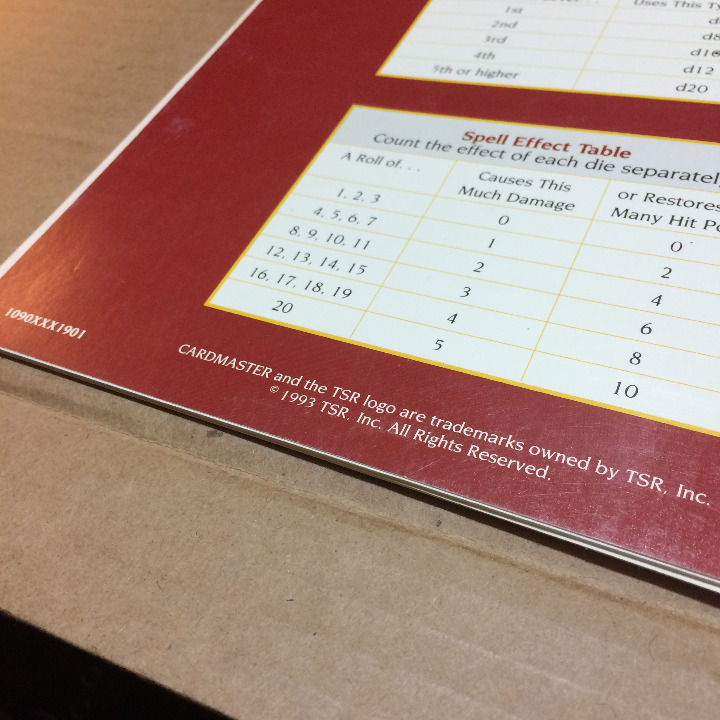 Uses This
1st
2nd
d8
3rd
4th
d12
5th or higher
d20
Spell Effect Table
Count the effect of each die separately
A Roll of. . .
Causes This
Much Damage
or Restores
Many Hit
1, 2, 3
0
0
4, 5, 6, 7
1
2
8, 9, 10, 11
2
4
12, 13, 14, 15
3
6
16, 17, 18, 19
4
8
20
5
10
1090XXX1901
CARDMASTER and the TSR logo are trademarks owned by TSR, Inc.
© 1993 TSR, Inc. All Rights Reserved.